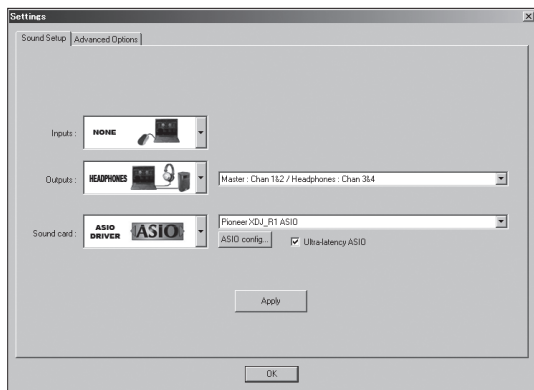 Settings
Sound Setup Advanced Options
Inputs : NONE
Outputs : HEADPHONES Master : Chan 1&2 / Headphones : Chan 3&4
Sound card : ASIO DRIVER ASIO Pioneer XDJ_R1 ASIO
ASIO config... Ultra-latency ASIO
Apply
OK